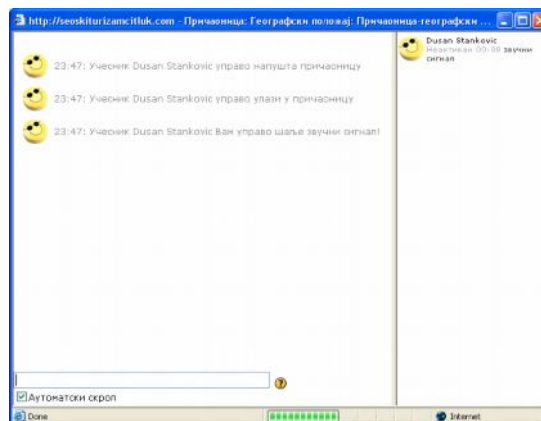 http://seoskiturizamcitluk.com - Причаоница: Географски положај: Причаоница-географски ...
23:47: Учесник Dusan Stankovic управо напушта причаоницу
23:47: Учесник Dusan Stankovic управо улази у причаоницу
23:47: Учесник Dusan Stankovic Вам управо шаље звучни сигнал!
Dusan Stankovic
Неактиван 00:08 звучни
сигнал
Аутоматски скрол
Done
Internet